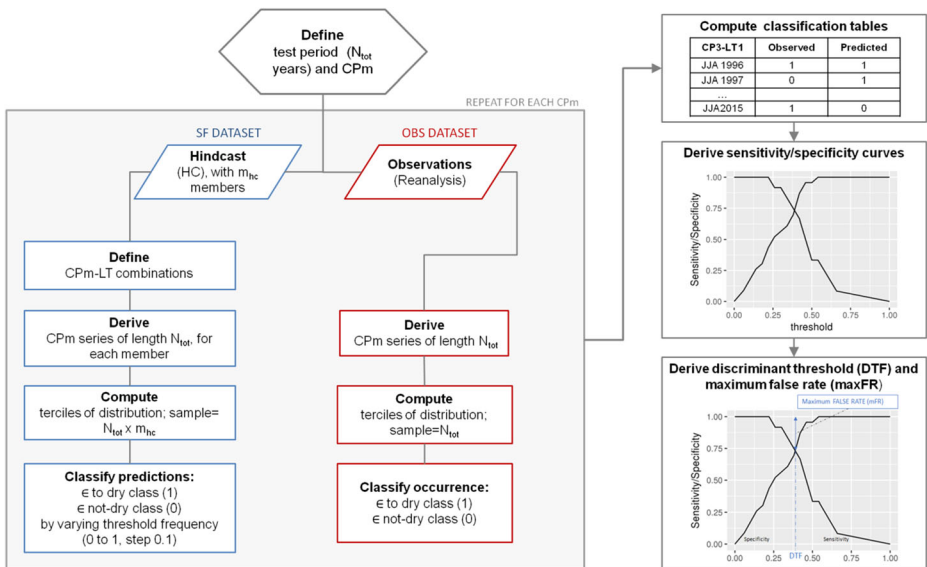 Define
test period (Ntot
years) and CPm
REPEAT FOR EACH CPm
SF DATASET
Hindcast
(HC), with mhc
members
OBS DATASET
Observations
(Reanalysis)
Define
CPm-LT combinations
Derive
CPm series of length Ntot, for
each member
Compute
terciles of distribution; sample=
Ntot x mhc
Classify predictions:
∈ to dry class (1)
∈ not-dry class (0)
by varying threshold frequency
(0 to 1, step 0.1)
Derive
CPm series of length Ntot
Compute
terciles of distribution;
sample=Ntot
Classify occurrence:
∈ to dry class (1)
∈ not-dry class (0)
Compute classification tables
CP3-LT1 Observed Predicted
JJA 1996 1 1
JJA 1997 0 1
...
JJA2015 1 0
Derive sensitivity/specificity curves
Sensitivity/Specificity
1.00
0.75
0.50
0.25
0.00
0.00 0.25 0.50 0.75 1.00
threshold
Derive discriminant threshold (DTF) and
maximum false rate (maxFR)
Maximum FALSE RATE (mFR)
Sensitivity/Specificity
1.00
0.75
0.50
0.25
0.00
Specificity Sensitivity
0.00 0.25 0.50 0.75 1.00
DTF